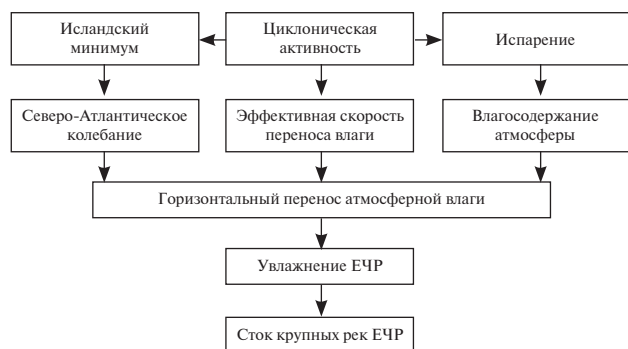 Исландский
минимум
Циклоническая
активность
Испарение
Северо-Атлантическое
колебание
Эффективная скорость
переноса влаги
Влагосодержание
атмосферы
Горизонтальный перенос атмосферной влаги
Увлажнение ЕЧР
Сток крупных рек ЕЧР